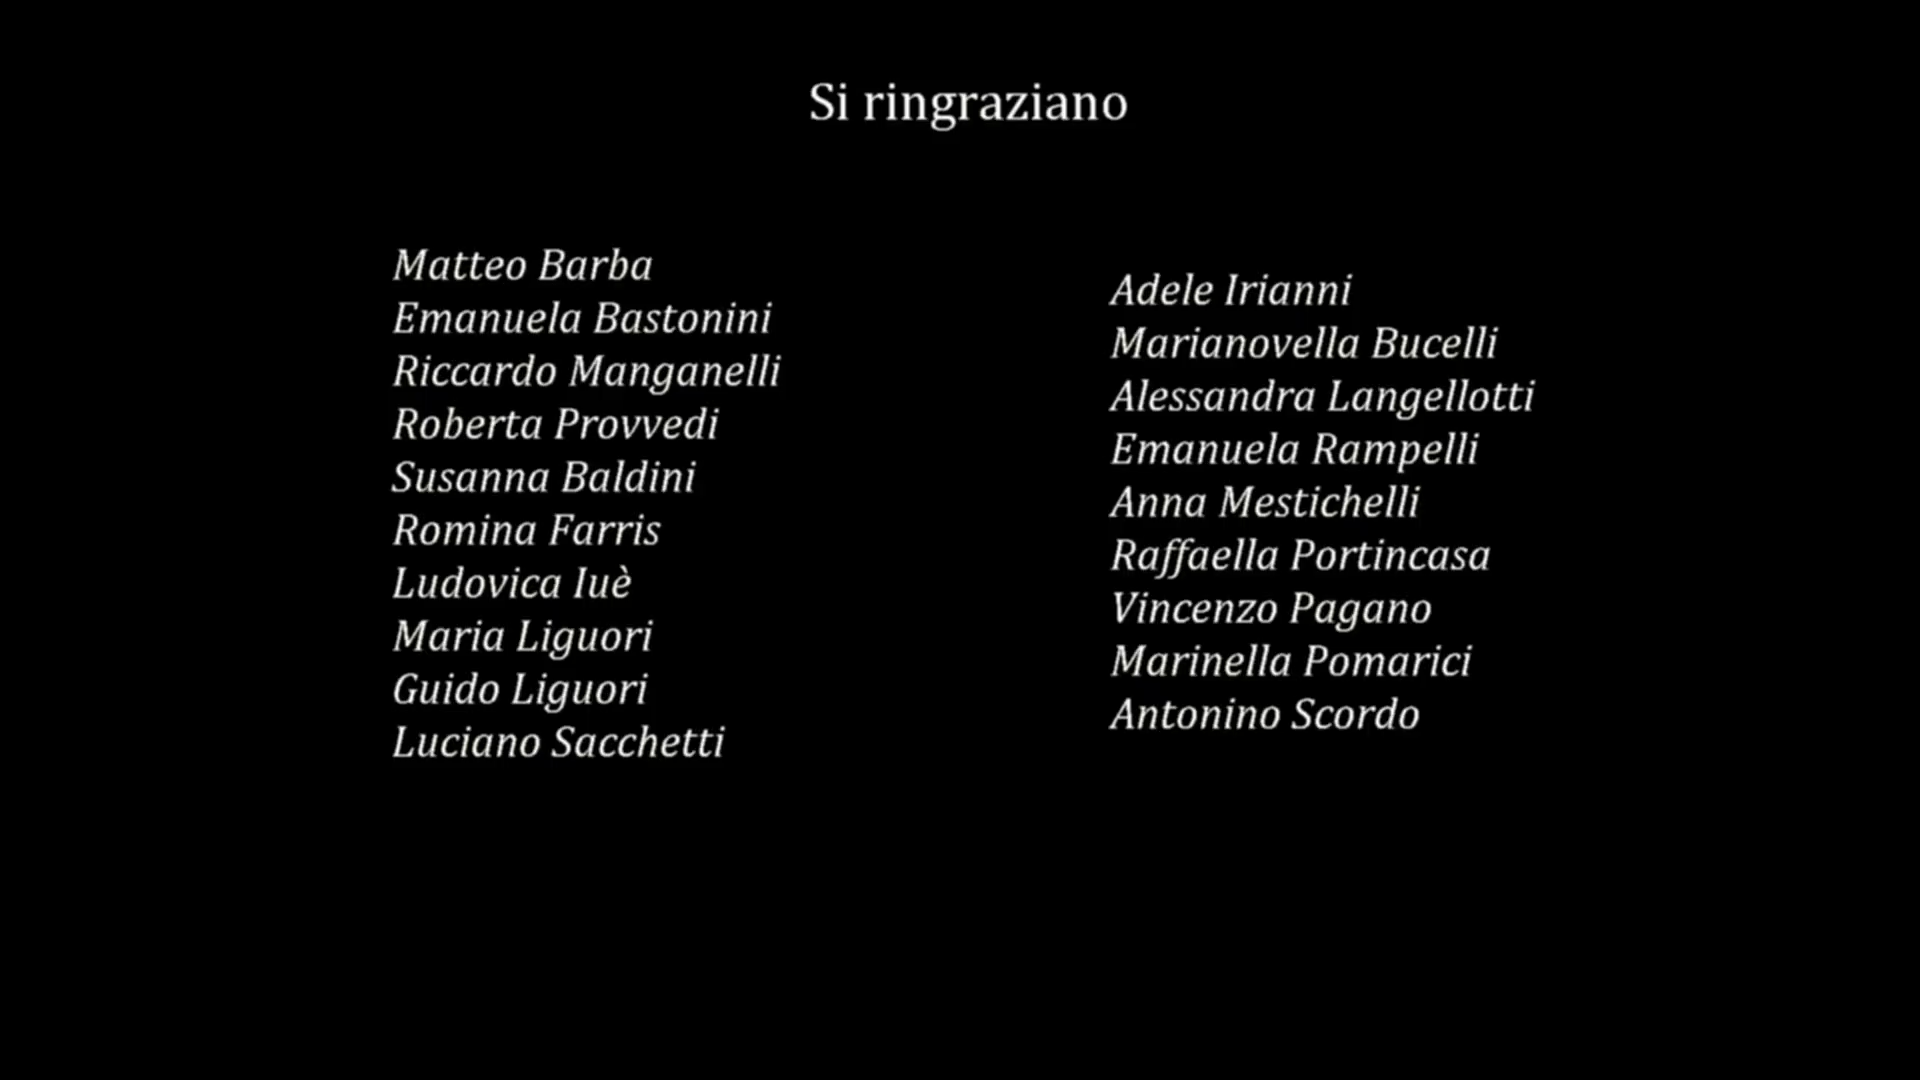 Si ringraziano
Matteo Barba
Emanuela Bastonini
Riccardo Manganelli
Roberta Provvedi
Susanna Baldini
Romina Farris
Ludovica Iuè
Maria Liguori
Guido Liguori
Luciano Sacchetti
Adele Irianni
Marianovella Bucelli
Alessandra Langellotti
Emanuela Rampelli
Anna Mestichelli
Raffaella Portincasa
Vincenzo Pagano
Marinella Pomarici
Antonino Scordo